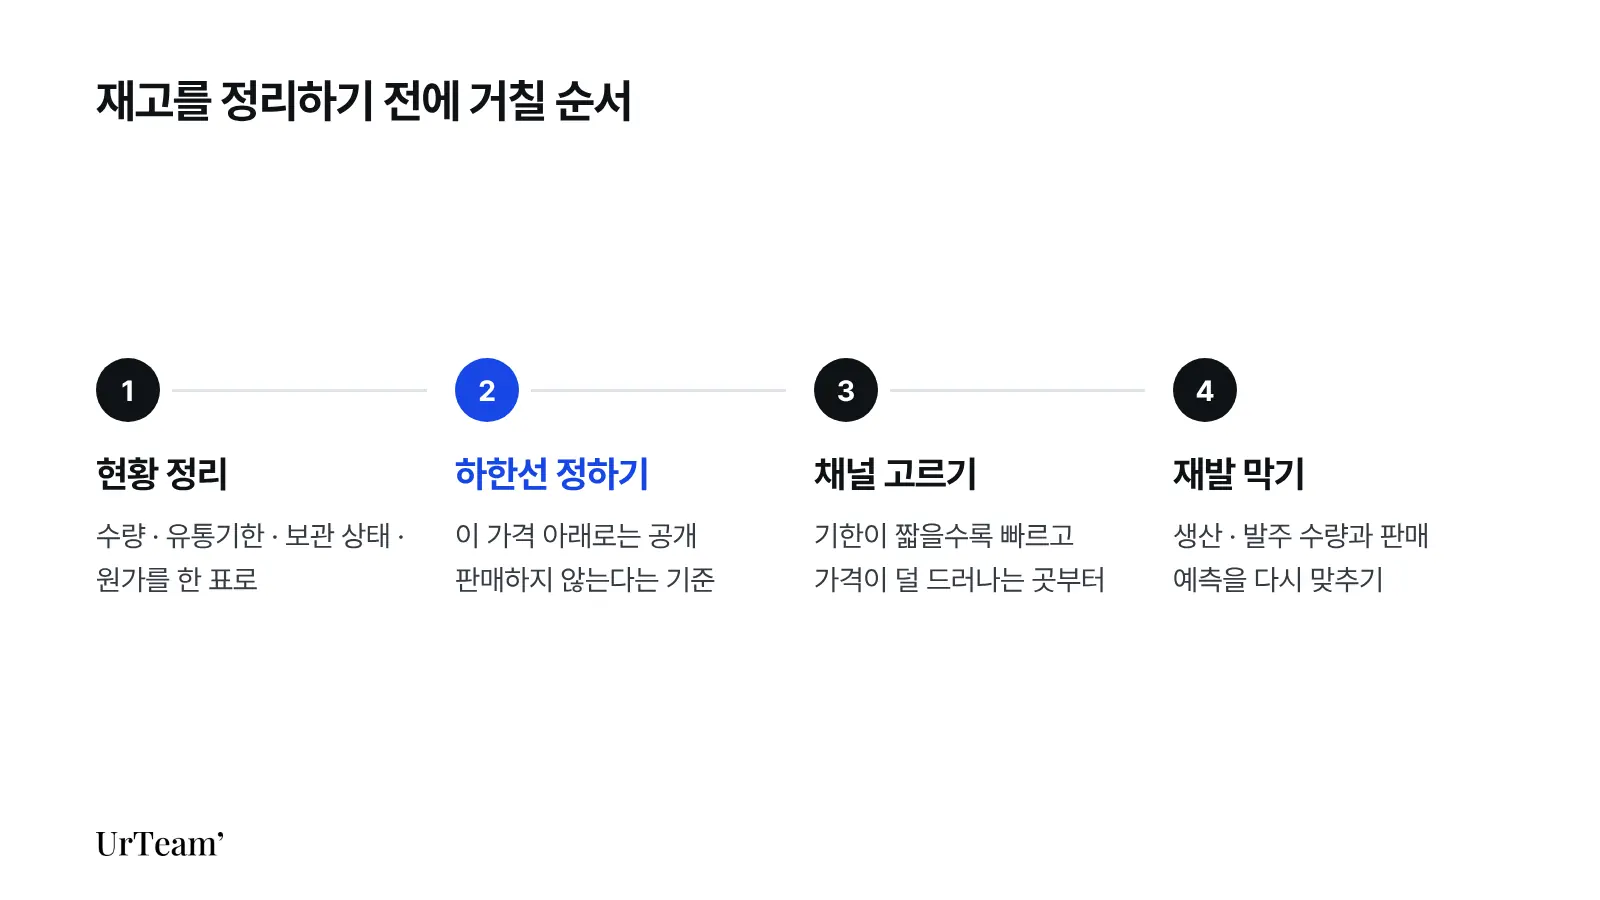 재고를 정리하기 전에 거칠 순서
1
현황 정리
수량 · 유통기한 · 보관 상태 ·
원가를 한 표로
2
하한선 정하기
이 가격 아래로는 공개
판매하지 않는다는 기준
3
채널 고르기
기한이 짧을수록 빠르고
가격이 덜 드러나는 곳부터
4
재발 막기
생산 · 발주 수량과 판매
예측을 다시 맞추기
UrTeam’